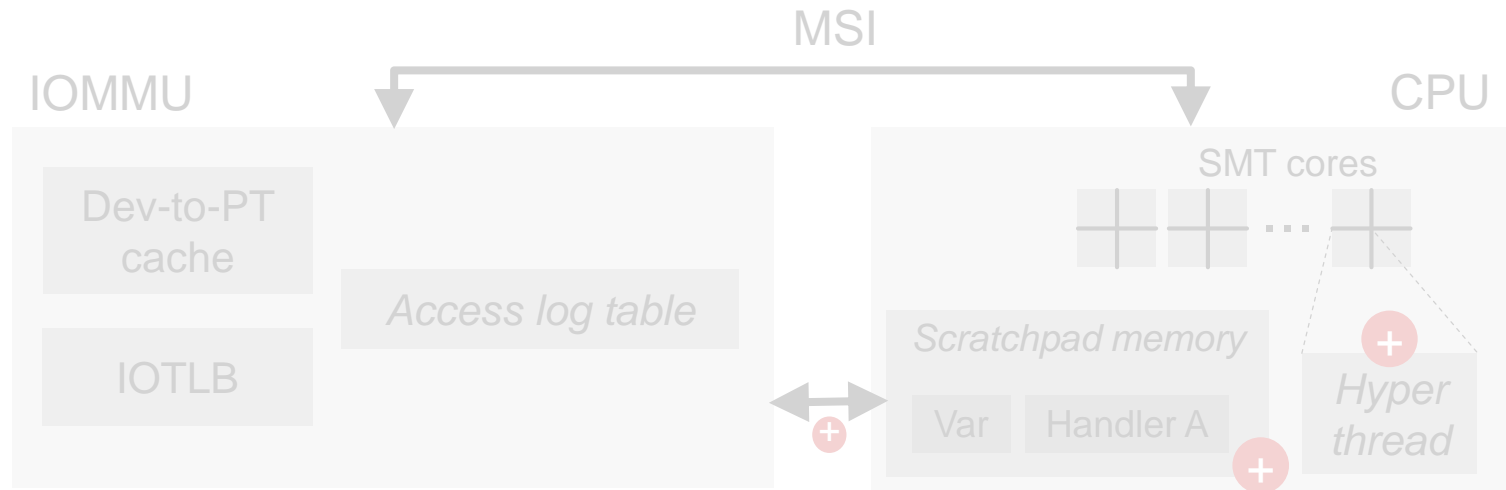 MSI
IOMMU
CPU
Dev-to-PT
cache
IOTLB
Access log table
SMT cores
...
Scratchpad memory
Var
Handler A
+
+
+
Hyper
thread